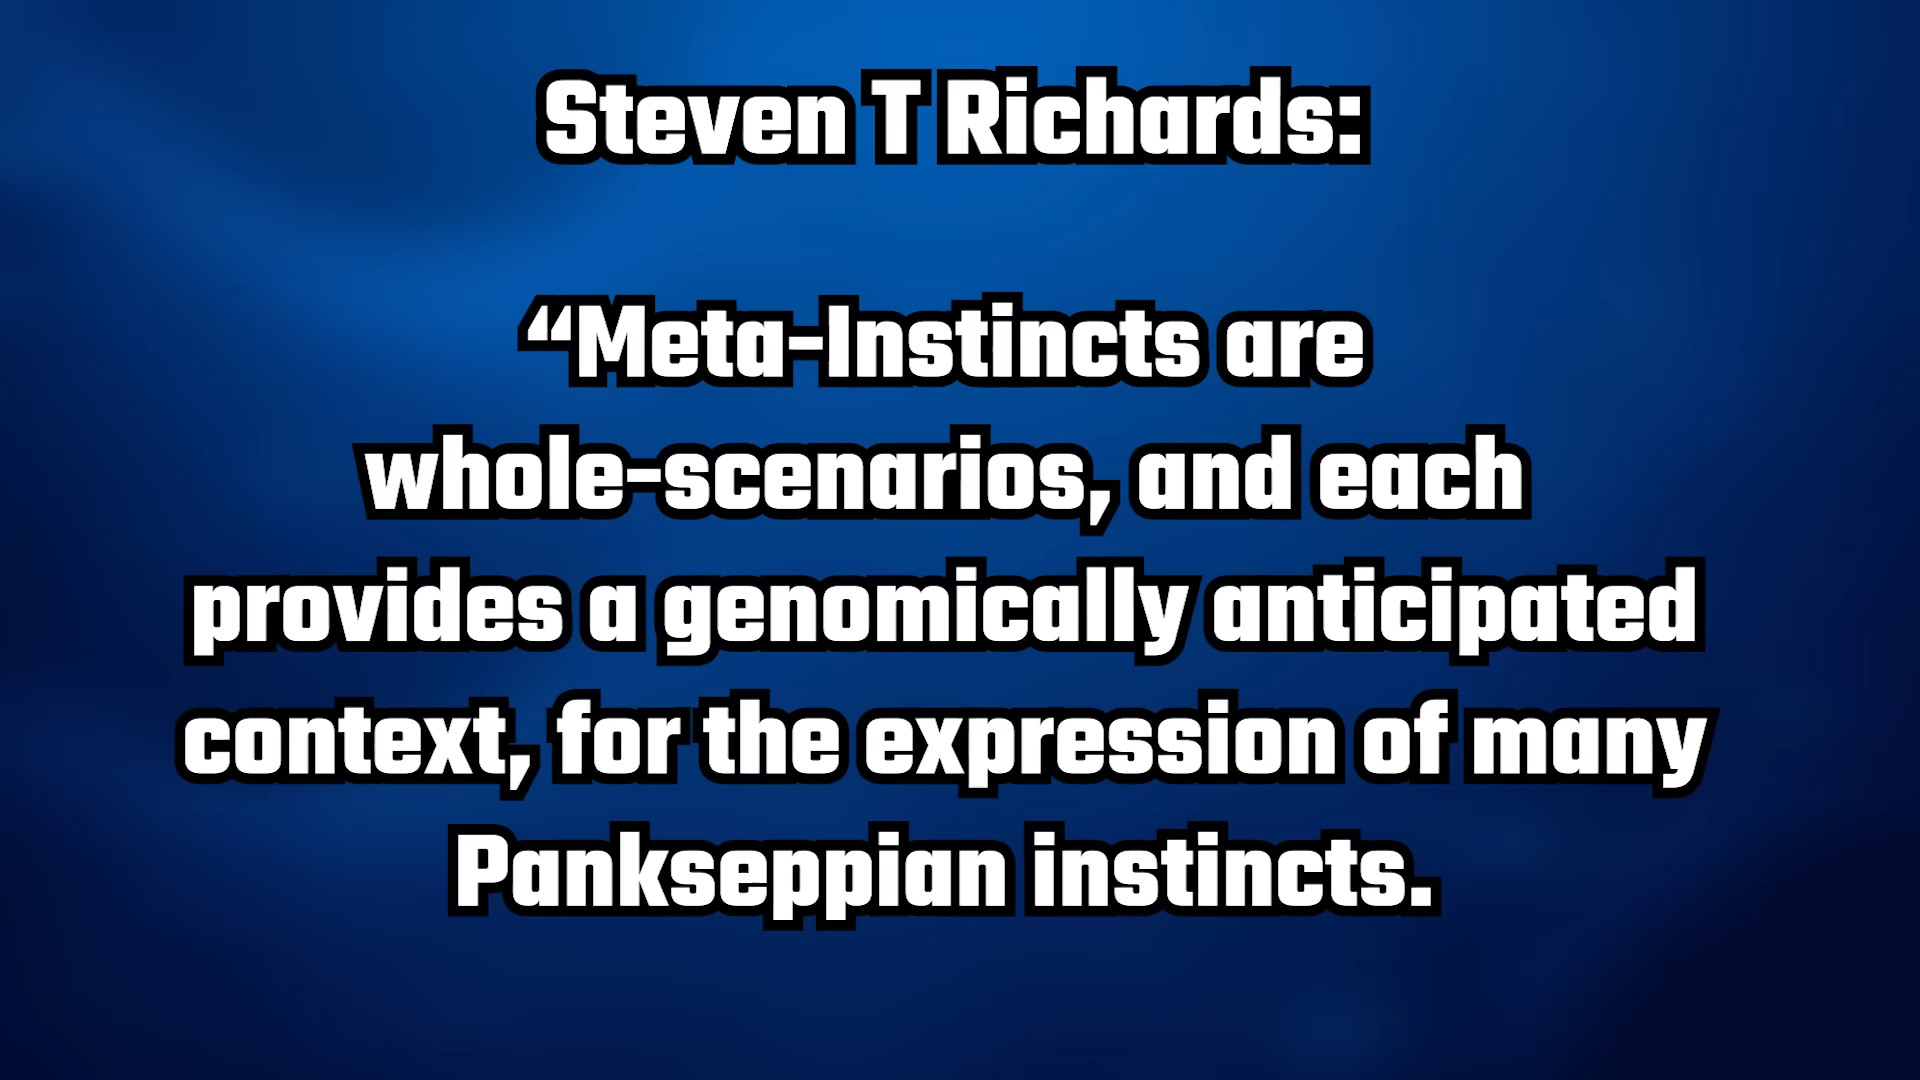 Steven T Richards:
“Meta-Instincts are
whole-scenarios, and each
provides a genomically anticipated
context, for the expression of many
Pankseppian instincts.